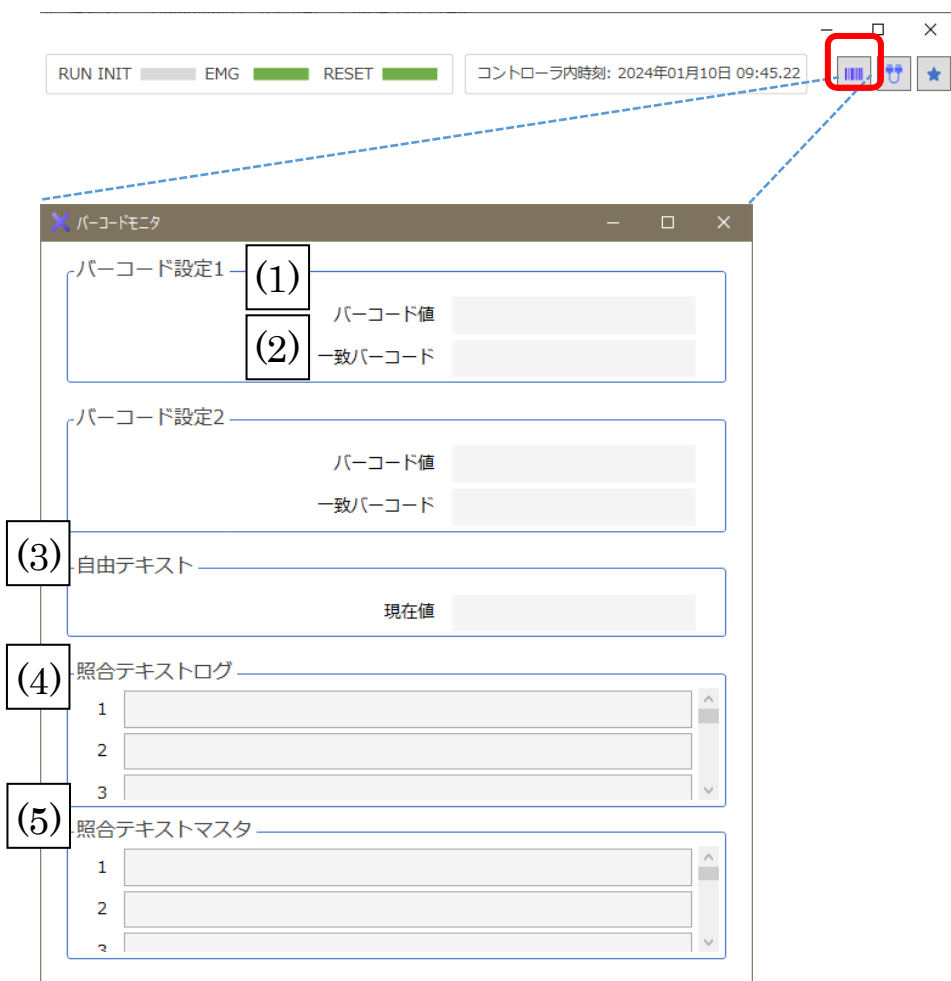 RUN INIT EMG RESET コントローラ内時刻: 2024年01月10日 09:45.22
バーコードモニタ
バーコード設定1 (1)
バーコード値
(2) 一致バーコード
バーコード設定2
バーコード値
一致バーコード
(3) 自由テキスト
現在値
(4) 照合テキストログ
1
2
3
(5) 照合テキストマスタ
1
2
3